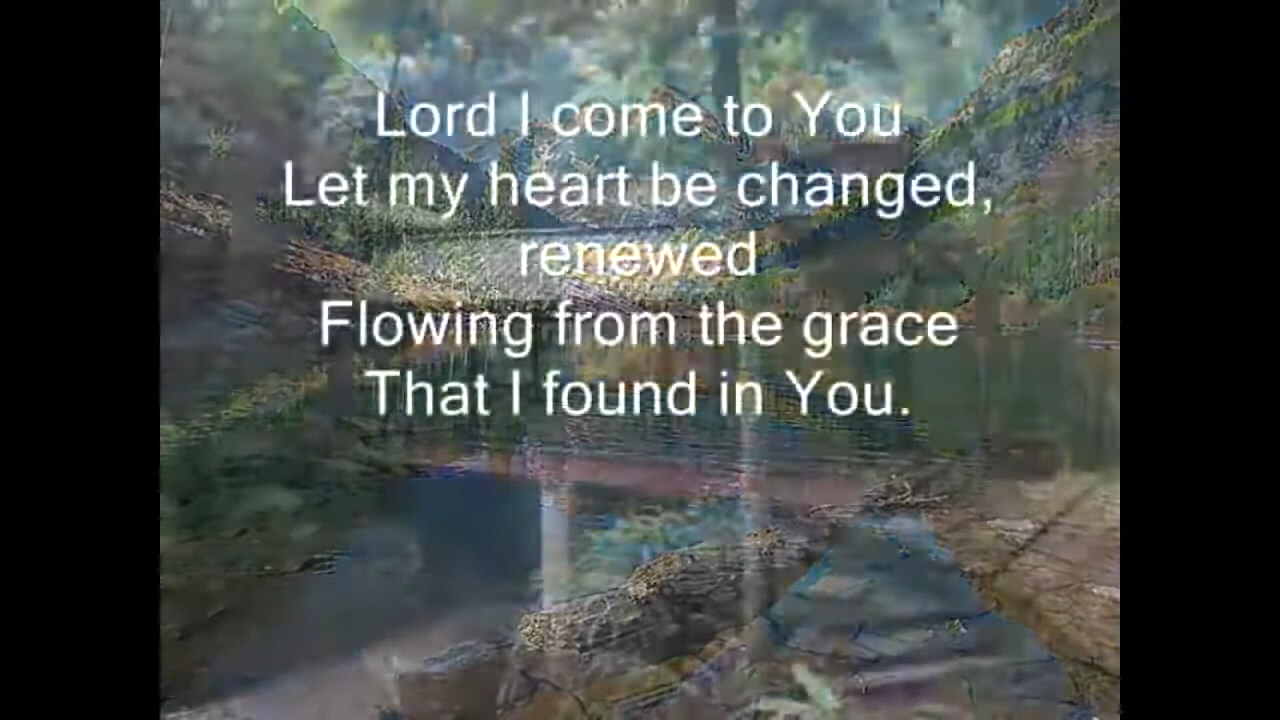 Lord I come to You
Let my heart be changed,
renewed
Flowing from the grace
That I found in You.